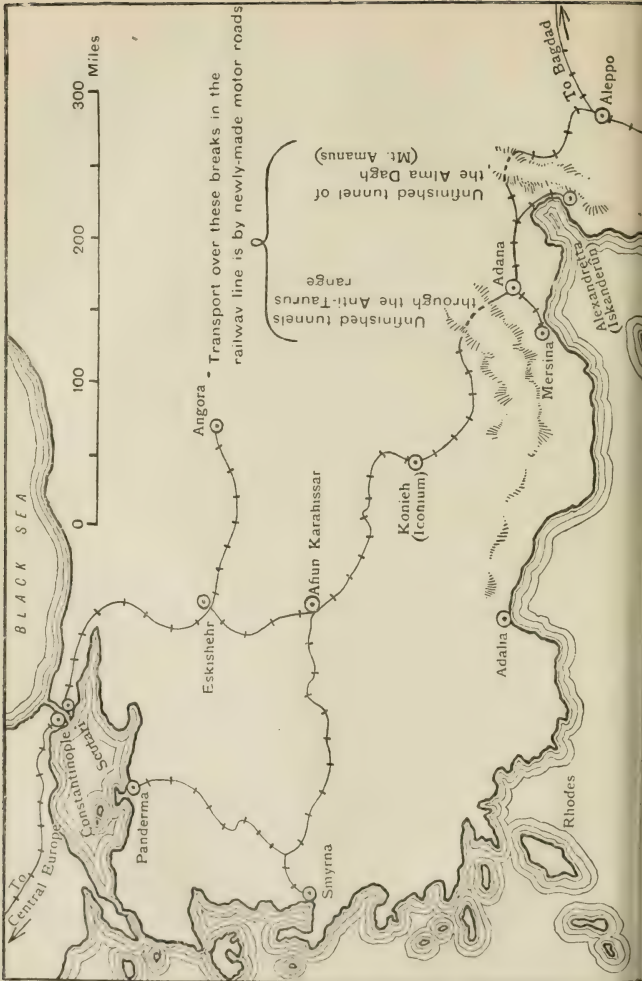 BLACK SEA
0 100 200 300
Miles
To
Central Europe
Constantinople
Scutari
Panderma
Smyrna
Eskishehr
Angora
Afiun Karahissar
Konieh
(Iconium)
Adalia
Rhodes
Mersina
Adana
Alexandretta
(Iskanderün)
Aleppo
To Bagdad
Unfinished tunnels
through the Anti-Taurus
range
Unfinished tunnel of
the Alma Dagh
(Mt. Amanus)
Transport over these breaks in the
railway line is by newly-made motor roads